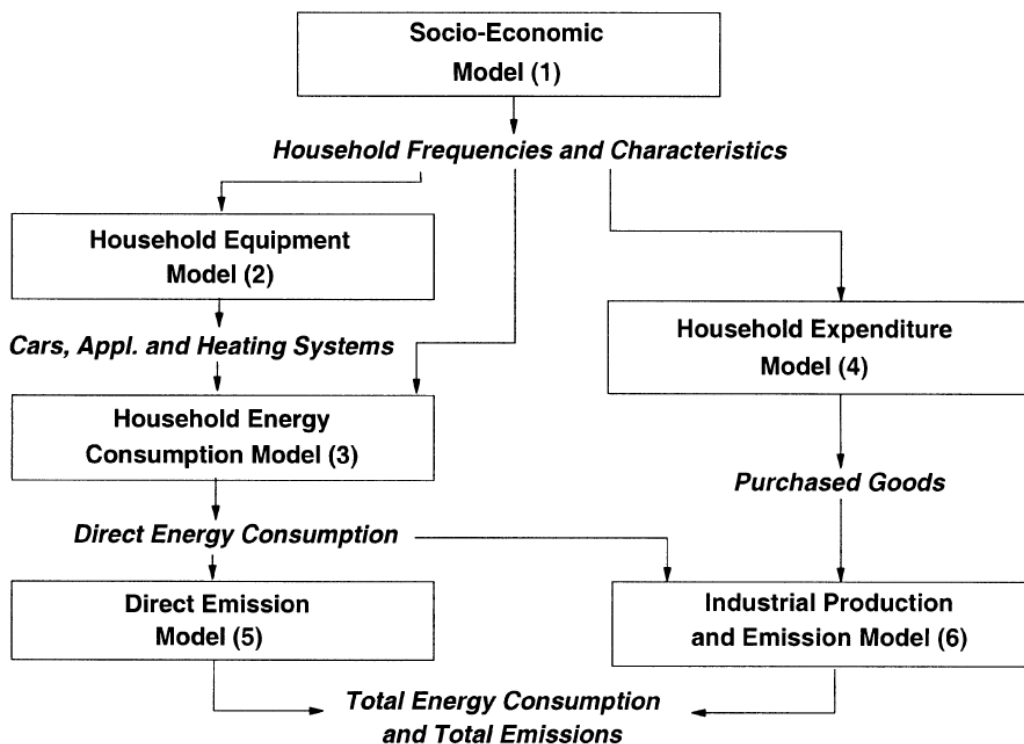 Socio-Economic
Model (1)
Household Frequencies and Characteristics
Household Equipment
Model (2)
Cars, Appl. and Heating Systems
Household Expenditure
Model (4)
Household Energy
Consumption Model (3)
Purchased Goods
Direct Energy Consumption
Direct Emission
Model (5)
Industrial Production
and Emission Model (6)
Total Energy Consumption
and Total Emissions